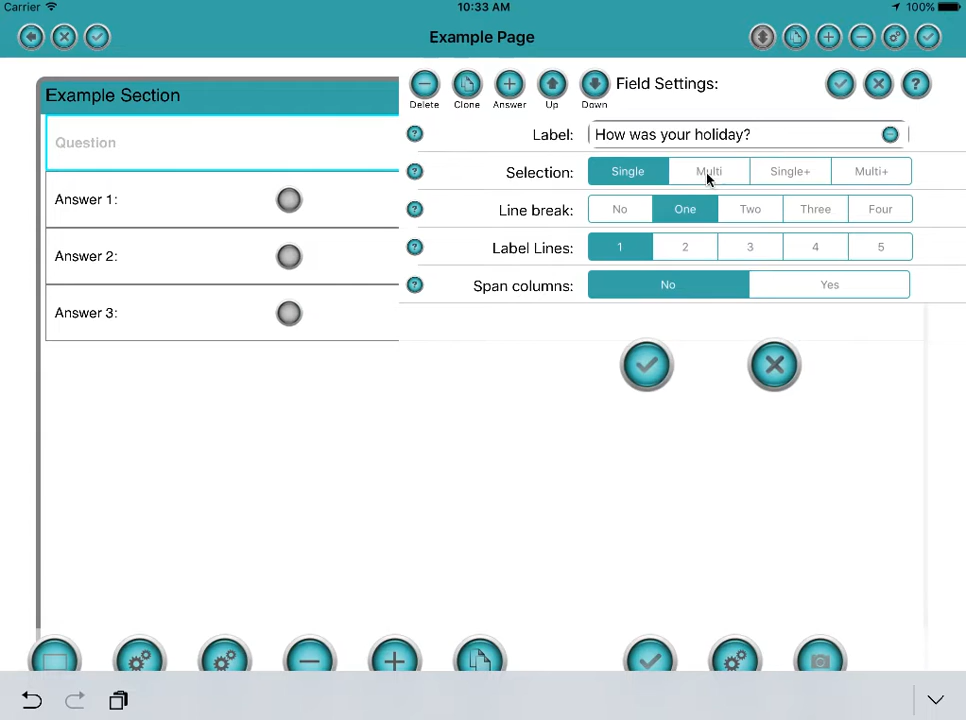 Carrier 10:33 AM 100%
Example Page
Example Section
Question
Answer 1:
Answer 2:
Answer 3:
Delete Clone Answer Up Down Field Settings:
Label: How was your holiday?
Selection: Single Multi Single+ Multi+
Line break: No One Two Three Four
Label Lines: 1 2 3 4 5
Span columns: No Yes